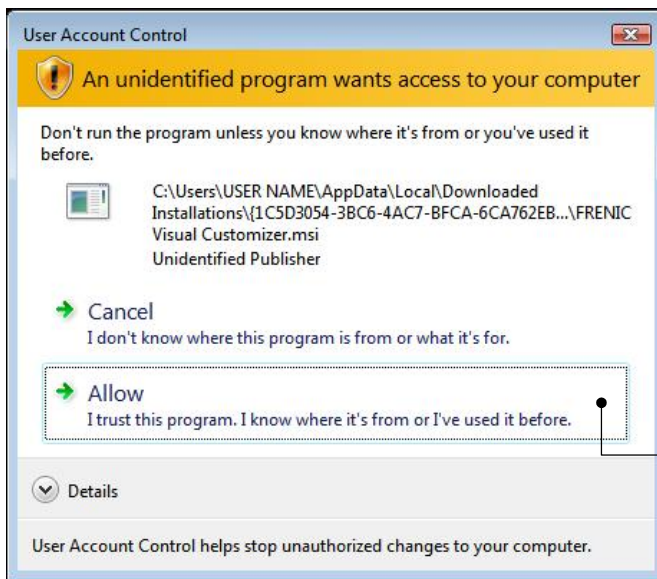 User Account Control
An unidentified program wants access to your computer
Don't run the program unless you know where it's from or you've used it
before.
C:\Users\USER NAME\AppData\Local\Downloaded
Installations\{1C5D3054-3BC6-4AC7-BFCA-6CA762EB...\FRENIC
Visual Customizer.msi
Unidentified Publisher
Cancel
I don't know where this program is from or what it's for.
Allow
I trust this program. I know where it's from or I've used it before.
Details
User Account Control helps stop unauthorized changes to your computer.